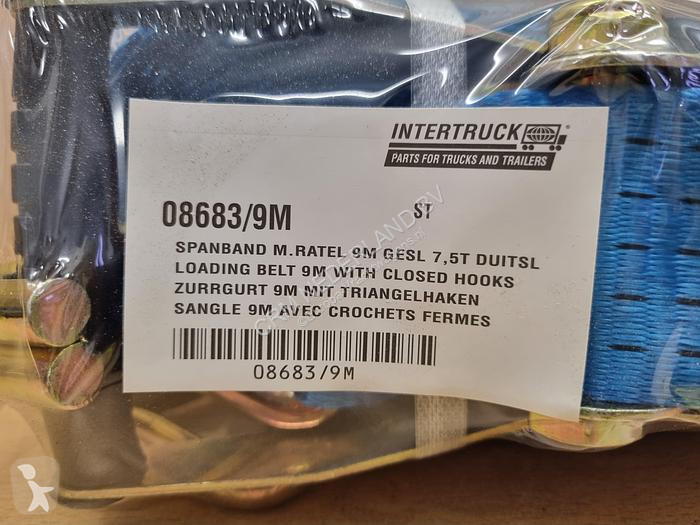 INTERTRUCK®
PARTS FOR TRUCKS AND TRAILERS
08683/9M ST
SPANBAND M.RATEL 9M GESL 7,5T DUITSL
LOADING BELT 9M WITH CLOSED HOOKS
ZURRGURT 9M MIT TRIANGELHAKEN
SANGLE 9M AVEC CROCHETS FERMES
08683/9M